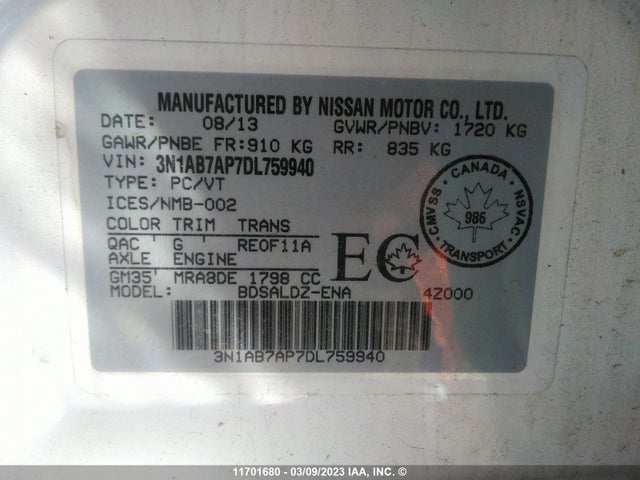 MANUFACTURED BY NISSAN MOTOR CO., LTD.
DATE: 08/13 GVWR/PNBV: 1720 KG
GAWR/PNBE FR:910 KG RR: 835 KG
VIN: 3N1AB7AP7DL759940
TYPE: PC/VT
ICES/NMB-002
COLOR TRIM TRANS
QAC G REOF11A
AXLE ENGINE
GM35 MRA8DE 1798 CC
MODEL: BDSALDZ-ENA 4Z000
EC
CANADA
CMVSS 986 NSVAC
TRANSPORT
3N1AB7AP7DL759940
11701680 - 03/09/2023 IAA, INC. ©